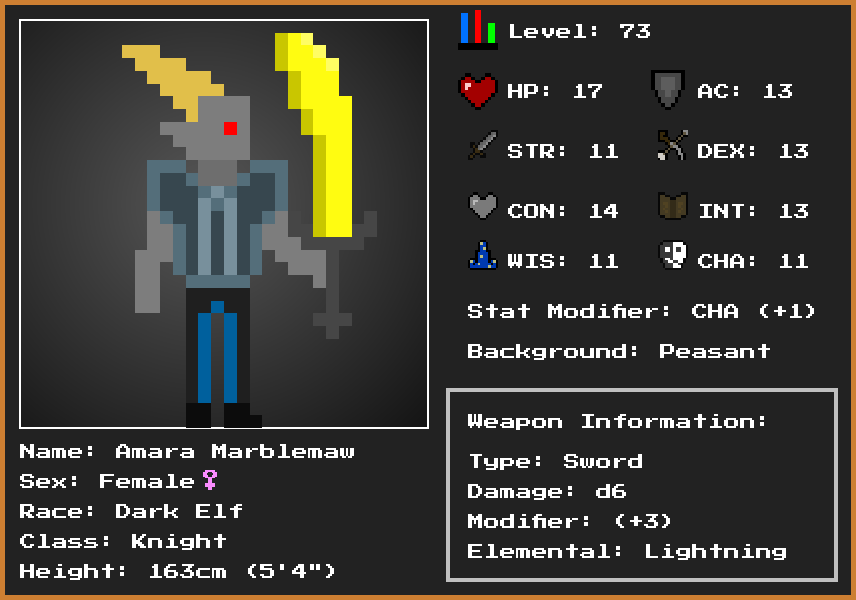 Level: 73
HP: 17 AC: 13
STR: 11 DEX: 13
CON: 14 INT: 13
WIS: 11 CHA: 11
Stat Modifier: CHA (+1)
Background: Peasant
Weapon Information:
Type: Sword
Damage: d6
Modifier: (+3)
Elemental: Lightning
Name: Amara Marblemaw
Sex: Female♀
Race: Dark Elf
Class: Knight
Height: 163cm (5'4")